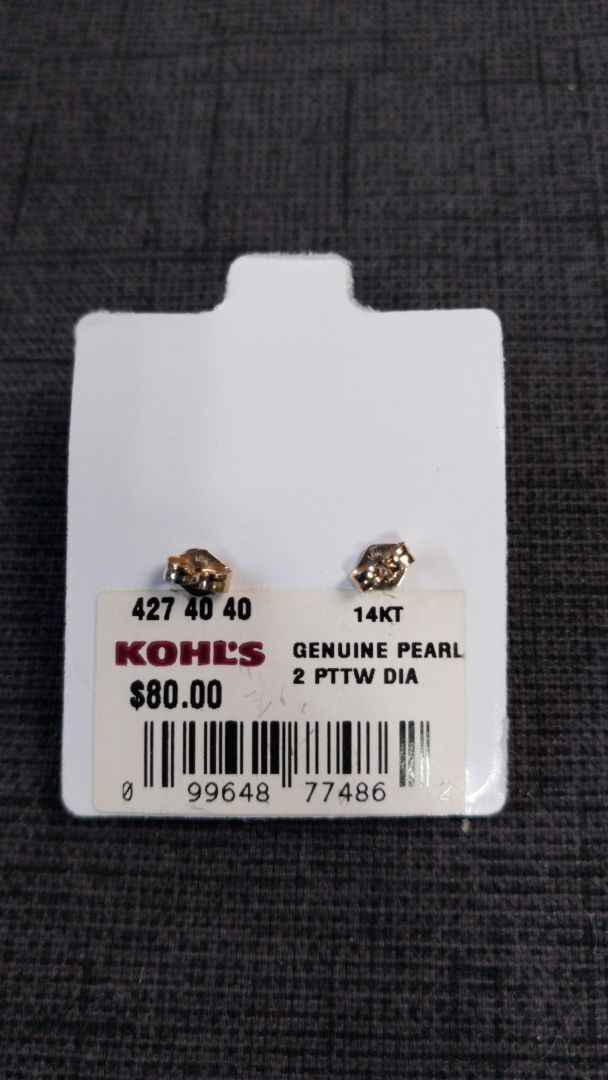 427 40 40
14KT
KOHL'S
GENUINE PEARL
$80.00
2 PTTW DIA
0 99648 77486 2